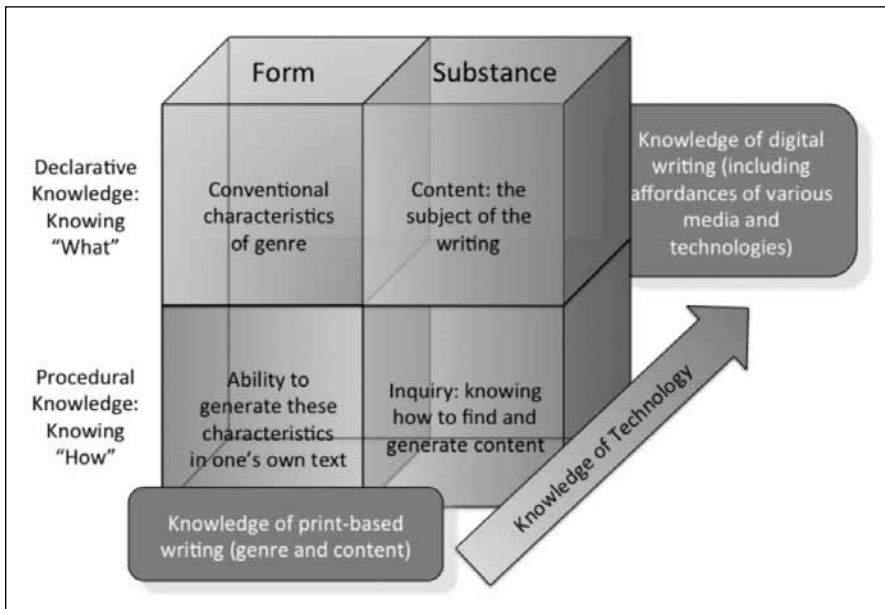 Form
Substance
Declarative
Knowledge:
Knowing
“What”
Conventional
characteristics
of genre
Content: the
subject of the
writing
Knowledge of digital
writing (including
affordances of various
media and
technologies)
Procedural
Knowledge:
Knowing
“How”
Ability to
generate these
characteristics
in one’s own text
Inquiry: knowing
how to find and
generate content
Knowledge of Technology
Knowledge of print-based
writing (genre and content)